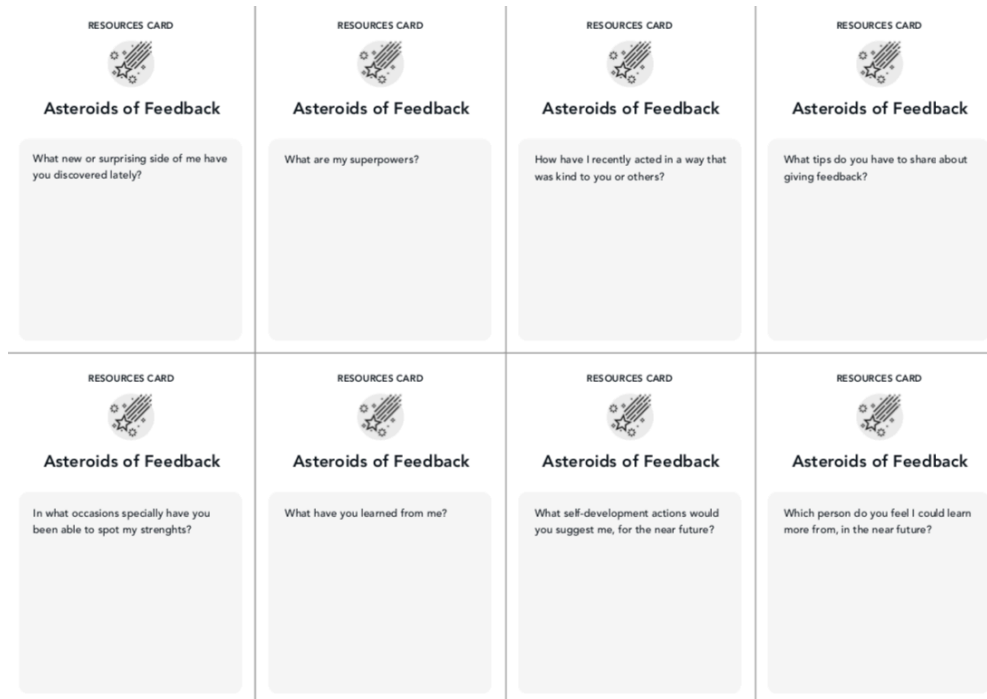 RESOURCES CARD
Asteroids of Feedback
What new or surprising side of me have
you discovered lately?
RESOURCES CARD
Asteroids of Feedback
What are my superpowers?
RESOURCES CARD
Asteroids of Feedback
How have I recently acted in a way that
was kind to you or others?
RESOURCES CARD
Asteroids of Feedback
What tips do you have to share about
giving feedback?
RESOURCES CARD
Asteroids of Feedback
In what occasions specially have you
been able to spot my strenghts?
RESOURCES CARD
Asteroids of Feedback
What have you learned from me?
RESOURCES CARD
Asteroids of Feedback
What self-development actions would
you suggest me, for the near future?
RESOURCES CARD
Asteroids of Feedback
Which person do you feel I could learn
more from, in the near future?